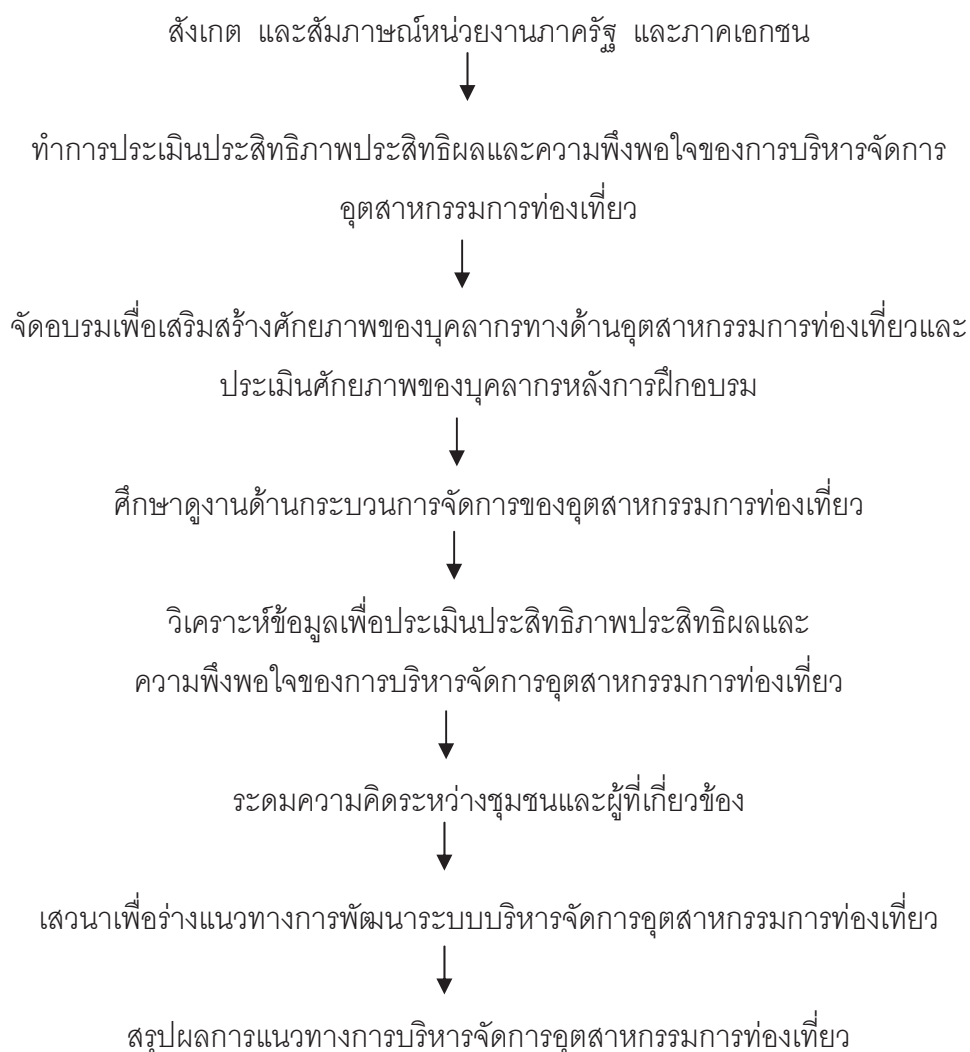 สังเกต และสัมภาษณ์หน่วยงานภาครัฐ และภาคเอกชน
ทำการประเมินประสิทธิภาพประสิทธิผลและความพึงพอใจของการบริหารจัดการ
อุตสาหกรรมการท่องเที่ยว
จัดอบรมเพื่อเสริมสร้างศักยภาพของบุคลากรทางด้านอุตสาหกรรมการท่องเที่ยวและ
ประเมินศักยภาพของบุคลากรหลังการฝึกอบรม
ศึกษาดูงานด้านกระบวนการจัดการของอุตสาหกรรมการท่องเที่ยว
วิเคราะห์ข้อมูลเพื่อประเมินประสิทธิภาพประสิทธิผลและ
ความพึงพอใจของการบริหารจัดการอุตสาหกรรมการท่องเที่ยว
ระดมความคิดระหว่างชุมชนและผู้ที่เกี่ยวข้อง
เสวนาเพื่อร่างแนวทางการพัฒนาระบบบริหารจัดการอุตสาหกรรมการท่องเที่ยว
สรุปผลการแนวทางการบริหารจัดการอุตสาหกรรมการท่องเที่ยว